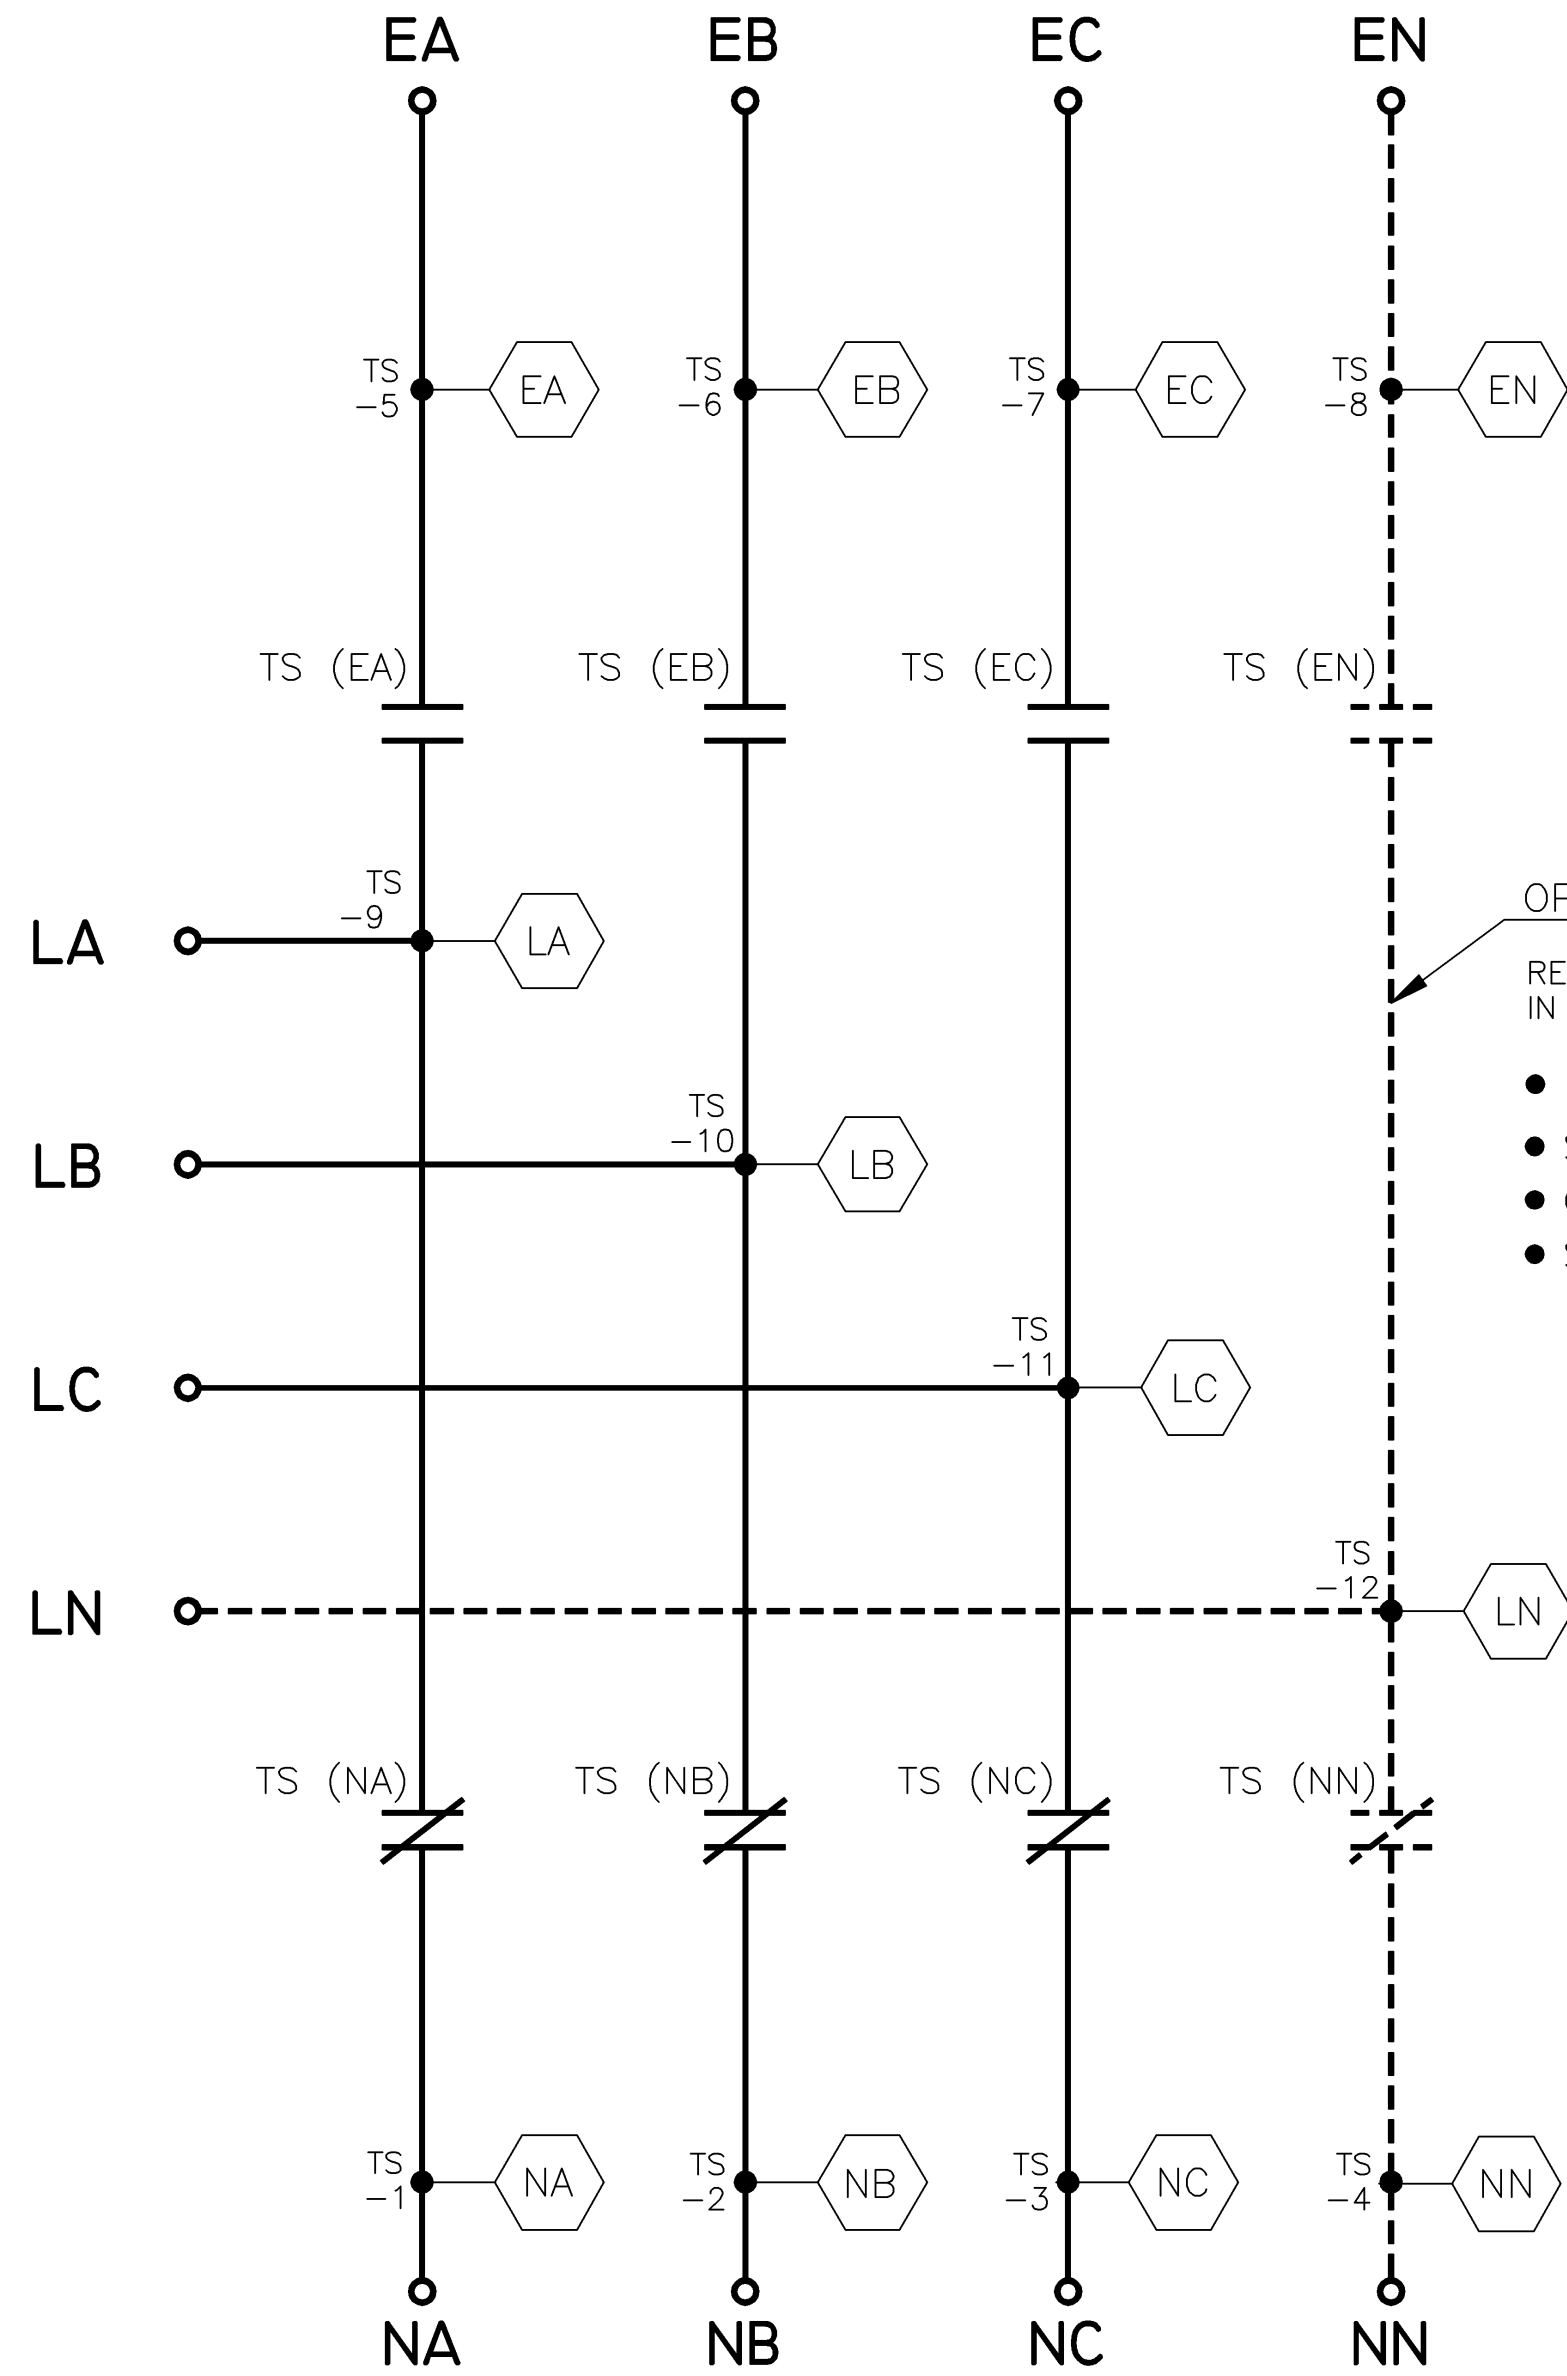 EA EB EC EN
TS TS TS TS
-5 EA -6 EB -7 EC -8 EN
TS (EA) TS (EB) TS (EC) TS (EN)
TS
-9
LA LA
IN
TS
-10
LB LB
TS
-11
LC LC
TS
-12
LN LN
TS (NA) TS (NB) TS (NC) TS (NN)
TS TS TS TS
-1 NA -2 NB -3 NC -4 NN
NA NB NC NN